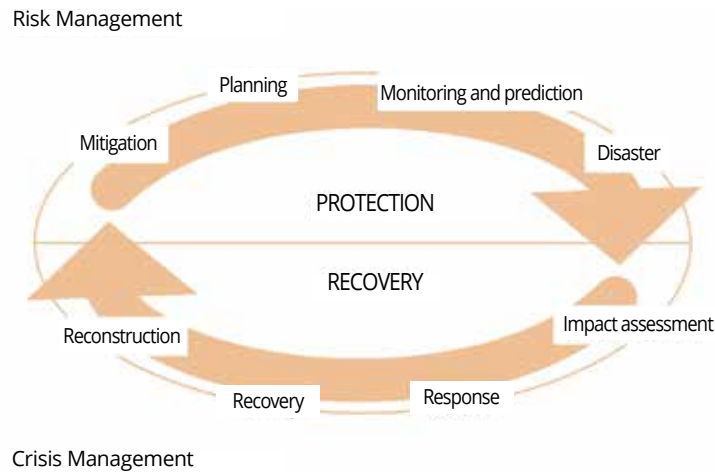 Risk Management
Planning
Monitoring and prediction
Mitigation
Disaster
PROTECTION
RECOVERY
Impact assessment
Reconstruction
Response
Recovery
Crisis Management